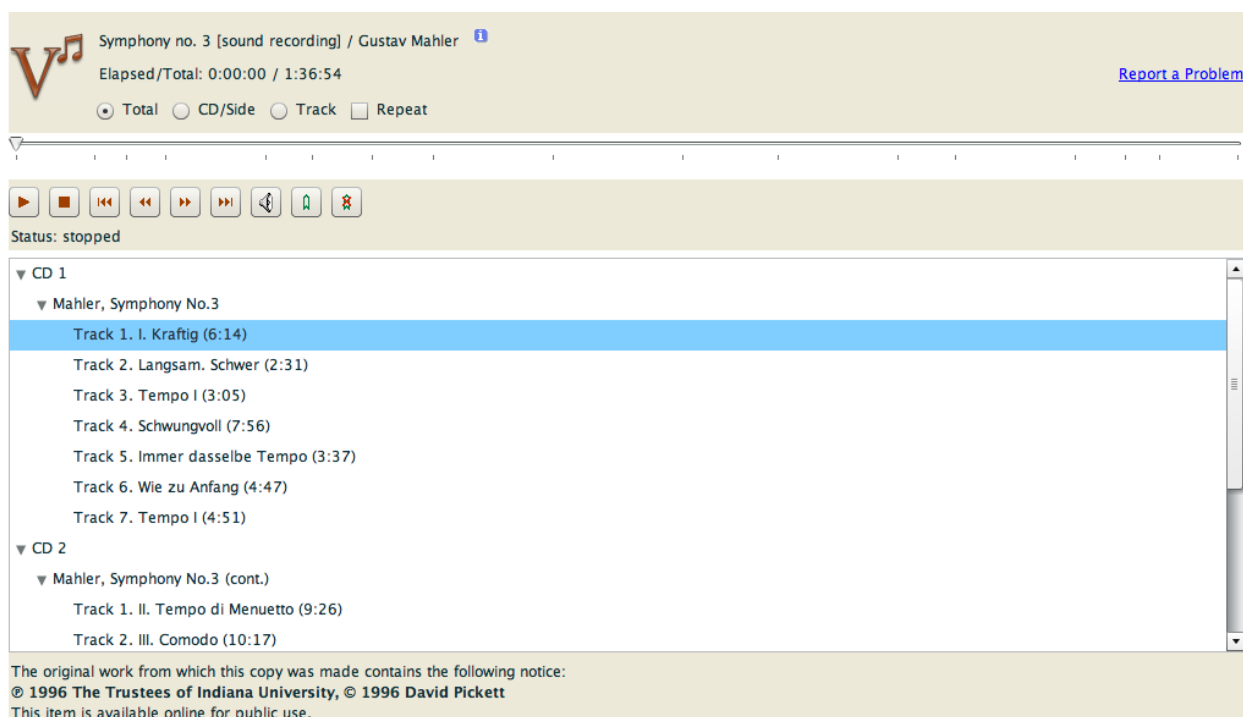 V
Symphony no. 3 [sound recording] / Gustav Mahler i
Elapsed/Total: 0:00:00 / 1:36:54
Report a Problem
Total CD/Side Track Repeat
Status: stopped
CD 1
Mahler, Symphony No.3
Track 1. I. Kraftig (6:14)
Track 2. Langsam. Schwer (2:31)
Track 3. Tempo I (3:05)
Track 4. Schwungvoll (7:56)
Track 5. Immer dasselbe Tempo (3:37)
Track 6. Wie zu Anfang (4:47)
Track 7. Tempo I (4:51)
CD 2
Mahler, Symphony No.3 (cont.)
Track 1. II. Tempo di Menuetto (9:26)
Track 2. III. Comodo (10:17)
The original work from which this copy was made contains the following notice:
℗ 1996 The Trustees of Indiana University, © 1996 David Pickett
This item is available online for public use.